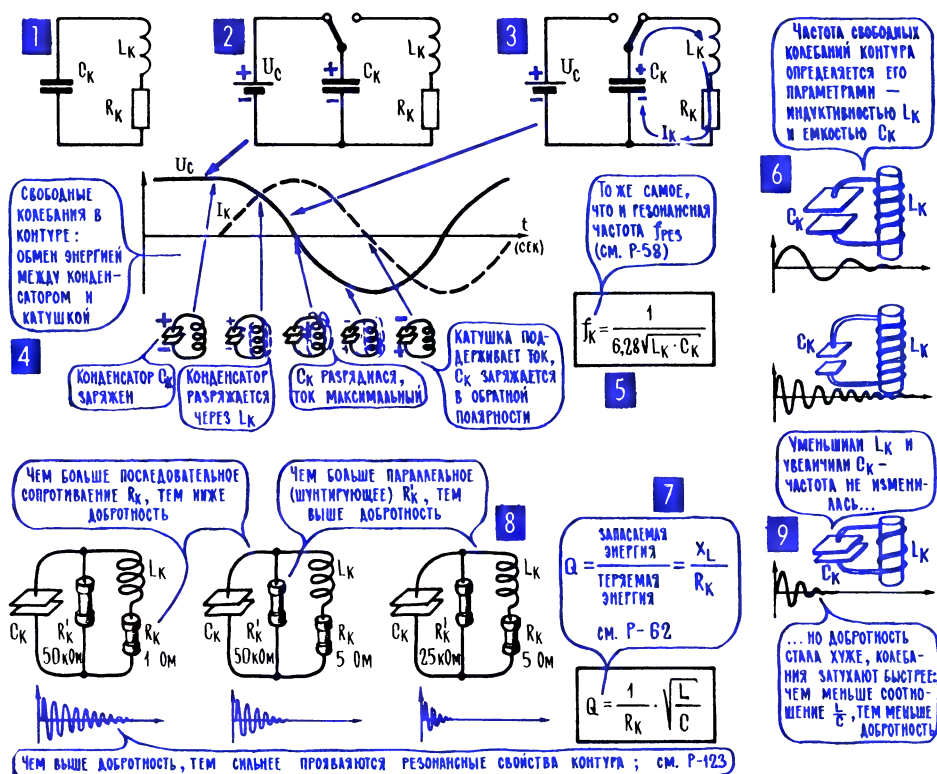 1
Cк
Lк
Rк
2
Uc
+
−
+
−
Cк
Lк
Rк
3
Uc
+
−
+
−
Cк
Lк
Rк
Iк
Частота свободных
колебаний контура
определяется его
параметрами —
индуктивностью Lк
и емкостью Cк
6
Cк
Lк
Свободные
колебания в
контуре:
обмен энергией
между конден-
сатором и
катушкой
4
Uc
Iк
t
(сек)
+
−
+
−
+
−
−
+
Конденсатор Cк
заряжен
Конденсатор
разряжается
через Lк
Cк разрядился,
ток максимальный
Катушка под-
держивает ток,
Cк заряжается
в обратной
полярности
То же самое,
что и резонансная
частота fрез
(см. Р-58)
fк = 1 / 6,28√Lк · Cк
5
Cк
Lк
Уменьшили Lк и
увеличили Cк —
частота не измени-
лась...
9
Cк
Lк
...но добротность
стала хуже, колеба-
ния затухают быстрее:
чем меньше соотно-
шение L/C, тем меньше
добротность
Чем больше последовательное
сопротивление Rк, тем ниже
добротность
Чем больше параллельное
(шунтирующее) R'к, тем
выше добротность
8
Cк
R'к
50 кОм
Lк
Rк
1 Ом
Cк
R'к
50 кОм
Lк
Rк
5 Ом
Cк
R'к
25 кОм
Lк
Rк
5 Ом
7
Q = запасаемая энергия / теряемая энергия = XL / Rк
см. Р-62
Q = 1 / Rк · √L/C
Чем выше добротность, тем сильнее проявляются резонансные свойства контура; см. Р-123